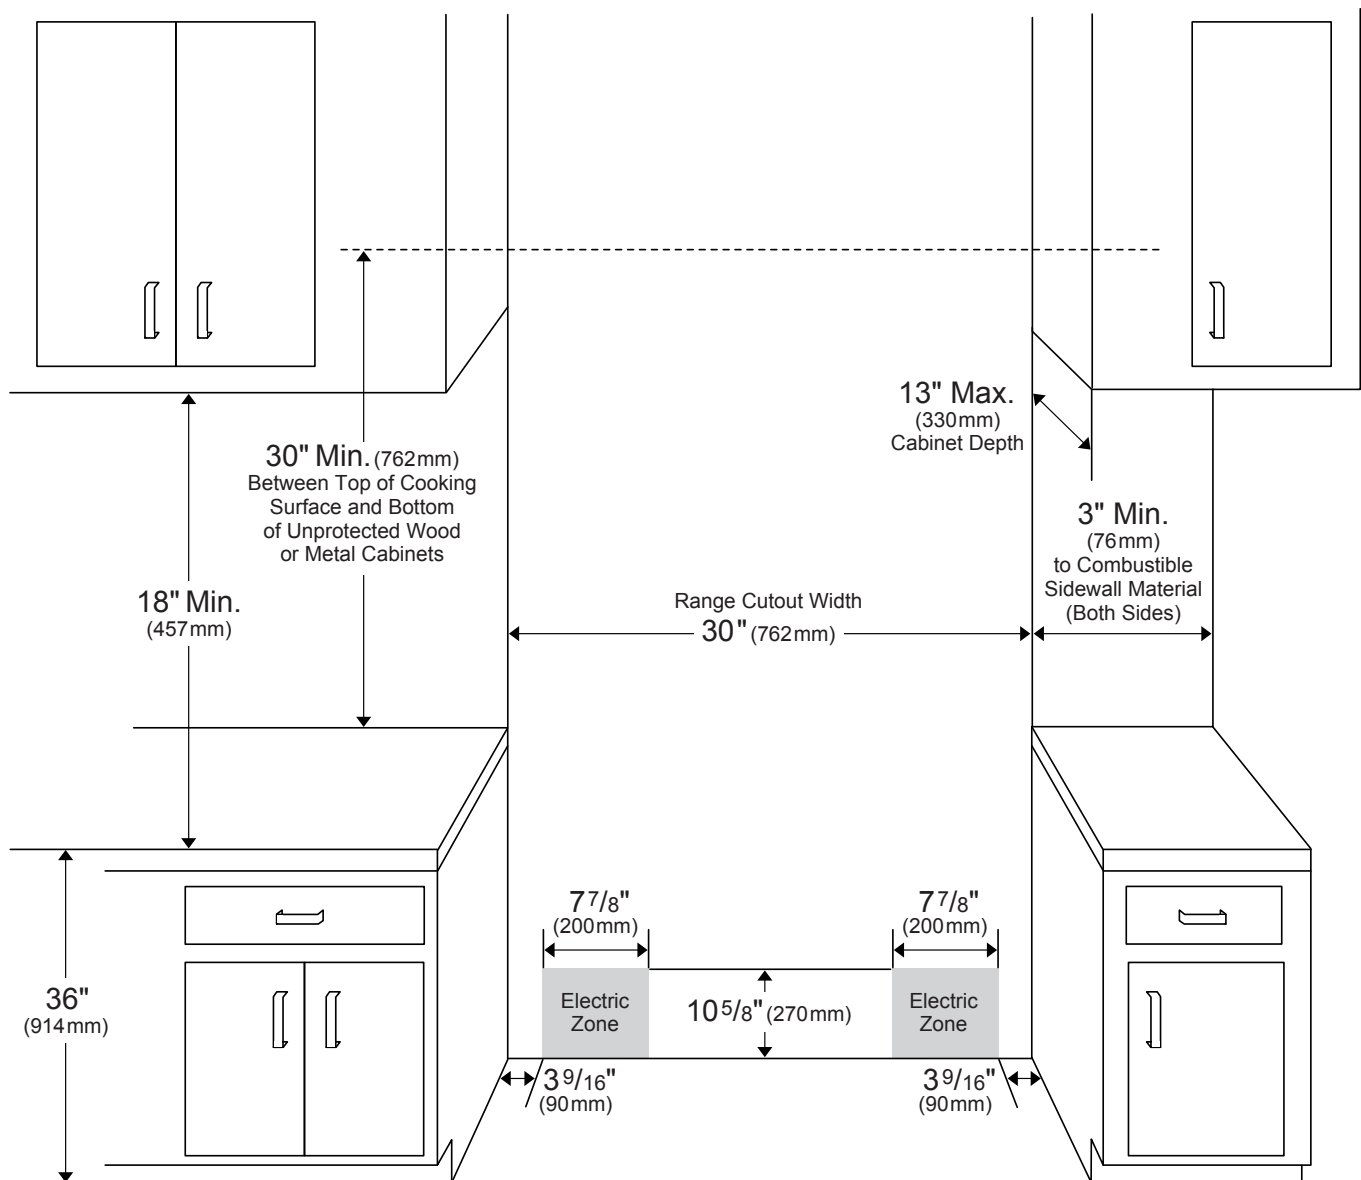 13" Max.
(330mm)
Cabinet Depth
30" Min. (762mm)
Between Top of Cooking
Surface and Bottom
of Unprotected Wood
or Metal Cabinets
3" Min.
(76mm)
to Combustible
Sidewall Material
(Both Sides)
18" Min.
(457mm)
Range Cutout Width
30" (762mm)
7 7/8"
(200mm)
7 7/8"
(200mm)
36"
(914mm)
Electric
Zone
10 5/8" (270mm)
Electric
Zone
3 9/16"
(90mm)
3 9/16"
(90mm)